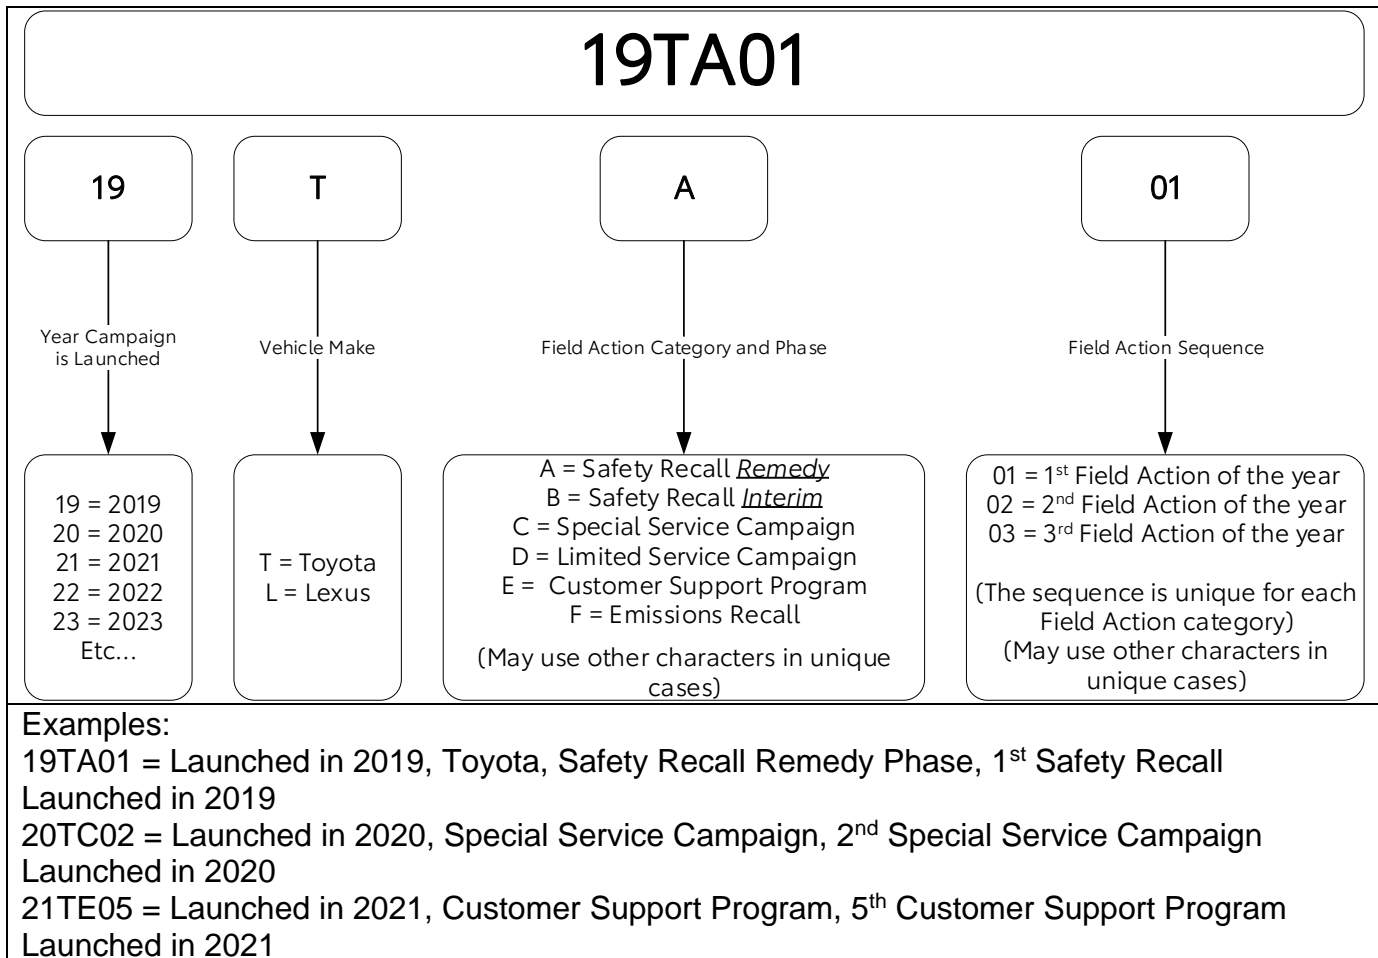 19TA01
19
T
A
01
Year Campaign
is Launched
Vehicle Make
Field Action Category and Phase
Field Action Sequence
19 = 2019
20 = 2020
21 = 2021
22 = 2022
23 = 2023
Etc...
T = Toyota
L = Lexus
A = Safety Recall Remedy
B = Safety Recall Interim
C = Special Service Campaign
D = Limited Service Campaign
E =  Customer Support Program
F = Emissions Recall
(May use other characters in unique
cases)
01 = 1st Field Action of the year
02 = 2nd Field Action of the year
03 = 3rd Field Action of the year
(The sequence is unique for each
Field Action category)
(May use other characters in
unique cases)
Examples:
19TA01 = Launched in 2019, Toyota, Safety Recall Remedy Phase, 1st Safety Recall
Launched in 2019
20TC02 = Launched in 2020, Special Service Campaign, 2nd Special Service Campaign
Launched in 2020
21TE05 = Launched in 2021, Customer Support Program, 5th Customer Support Program
Launched in 2021